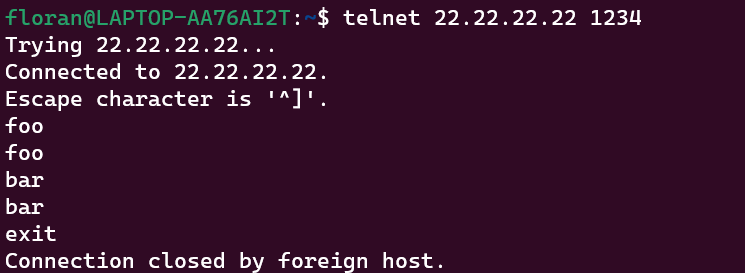 floran@LAPTOP-AA76AI2T:~$ telnet 22.22.22.22 1234
Trying 22.22.22.22...
Connected to 22.22.22.22.
Escape character is '^]'.
foo
foo
bar
bar
exit
Connection closed by foreign host.